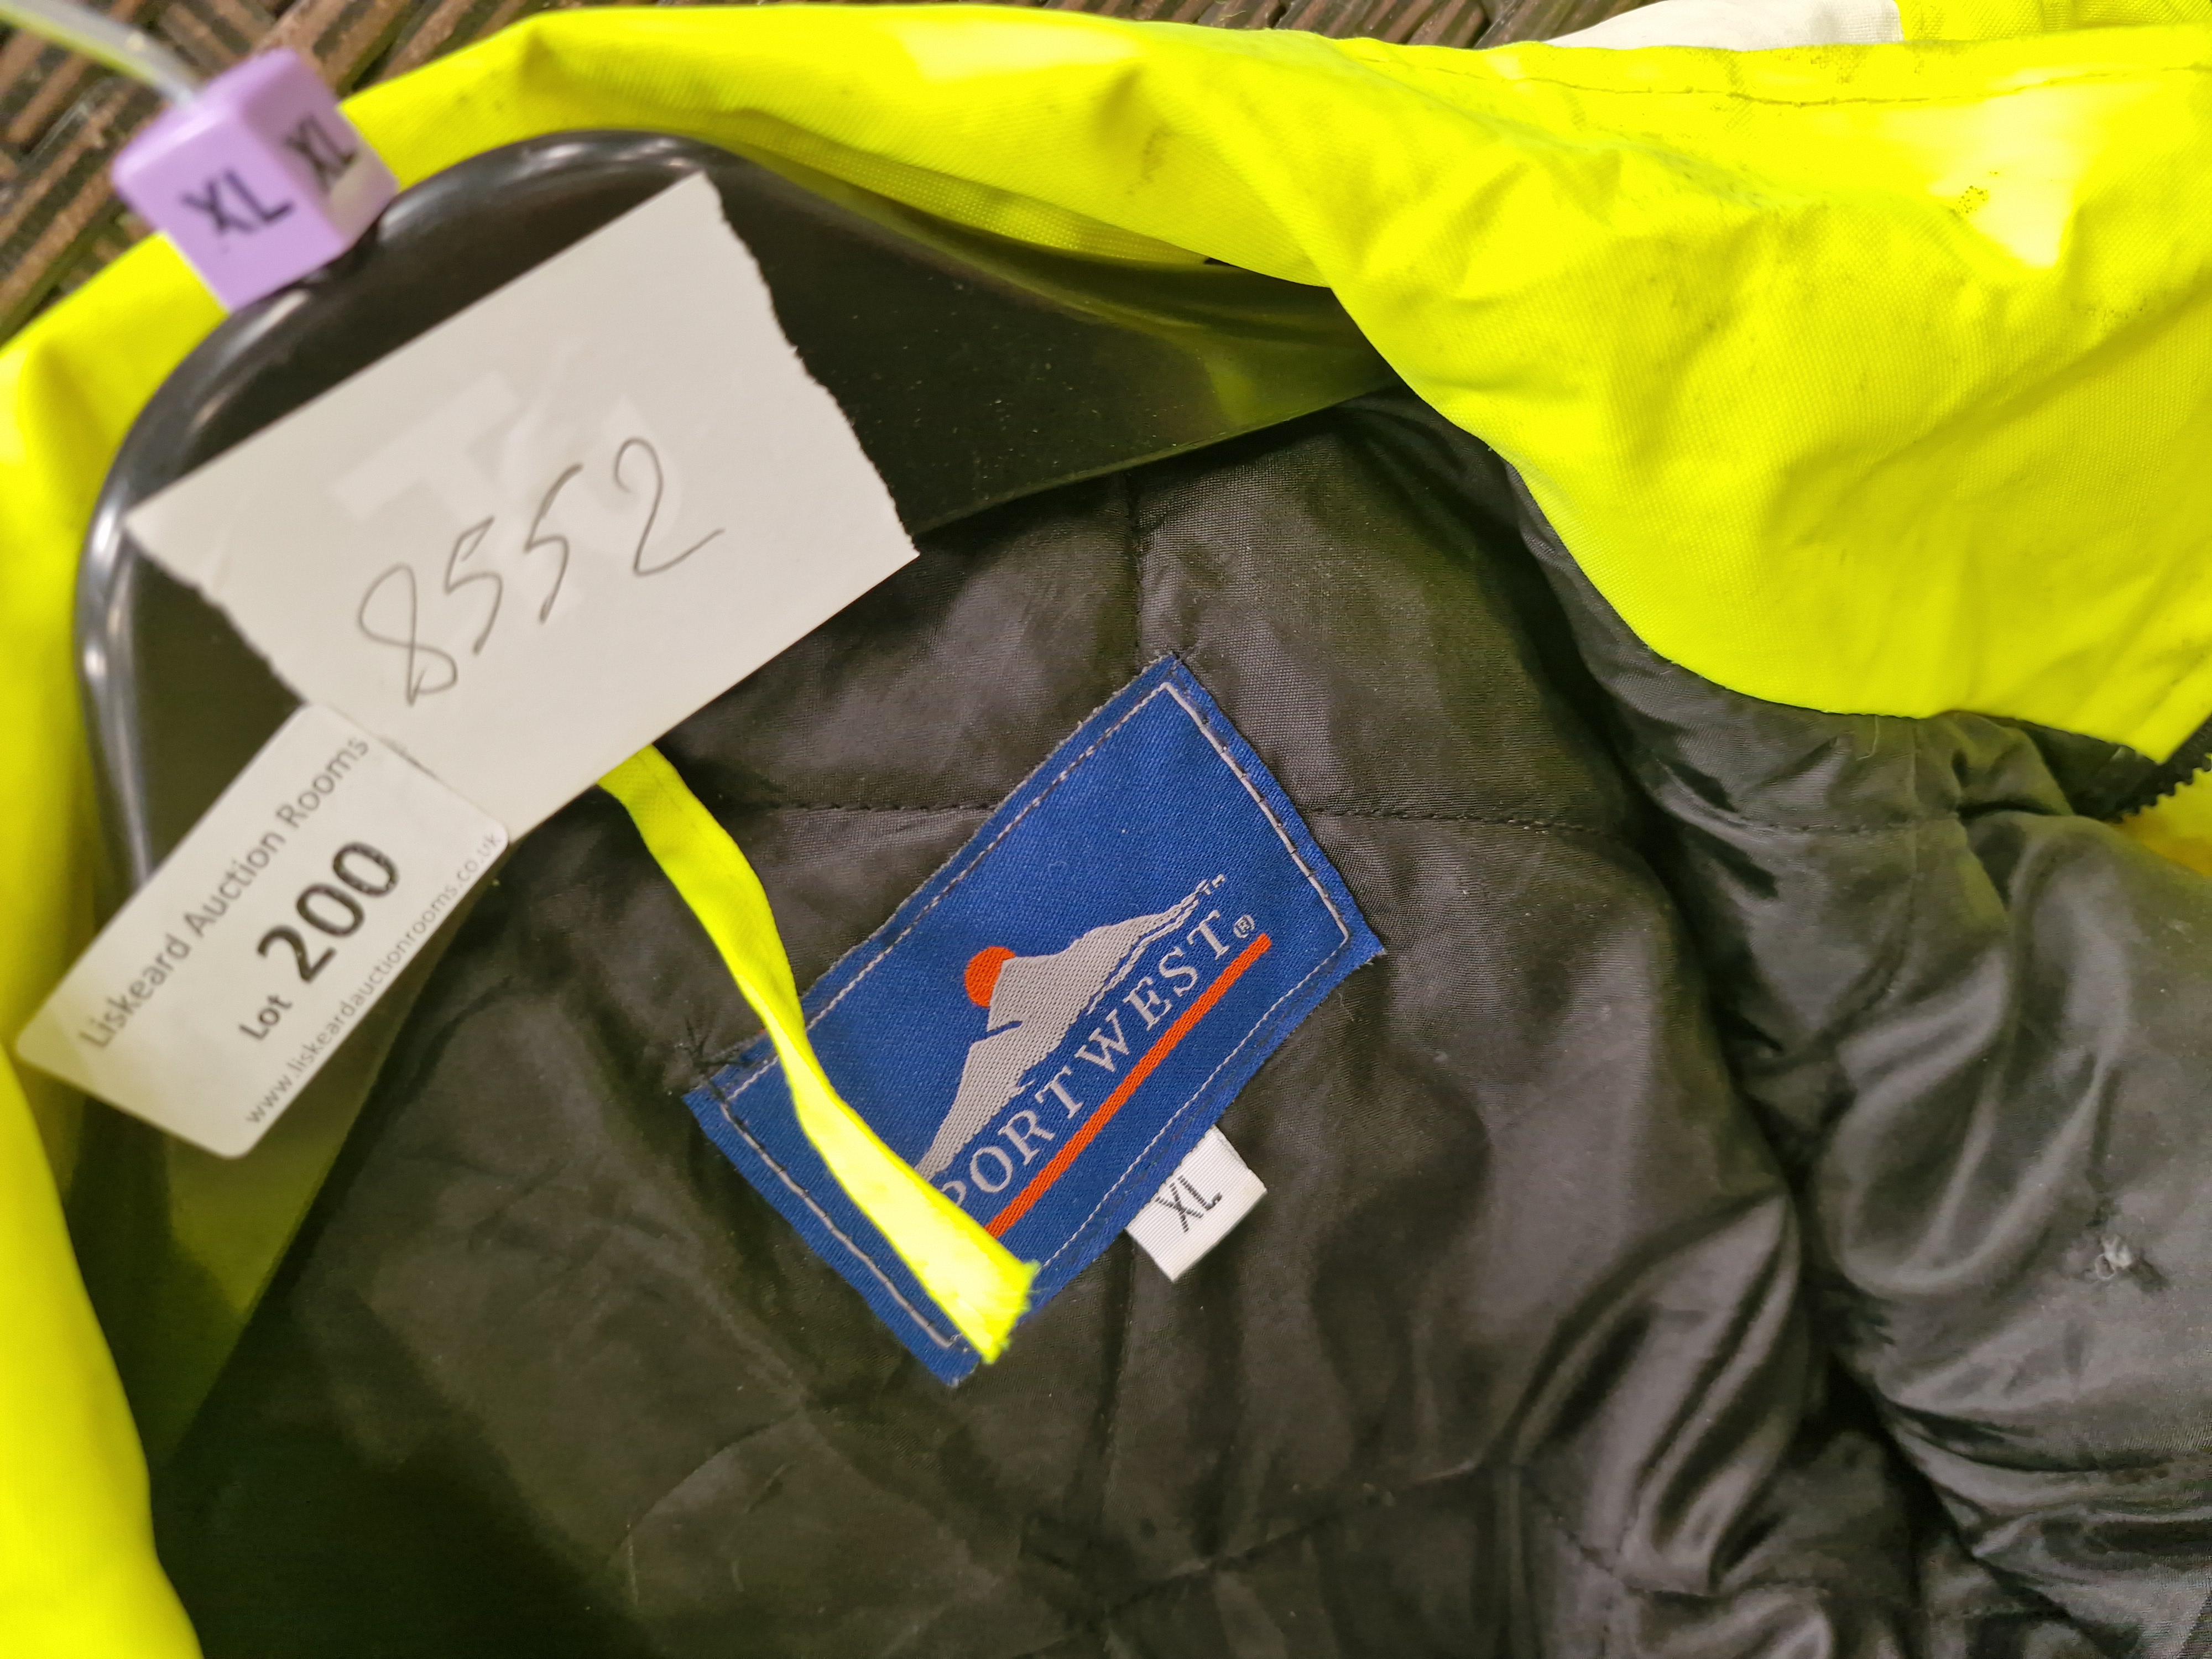 XL
XL
8552
Liskeard Auction Rooms
Lot 200
www.liskeardauctionrooms.co.uk
PORTWEST®
XL